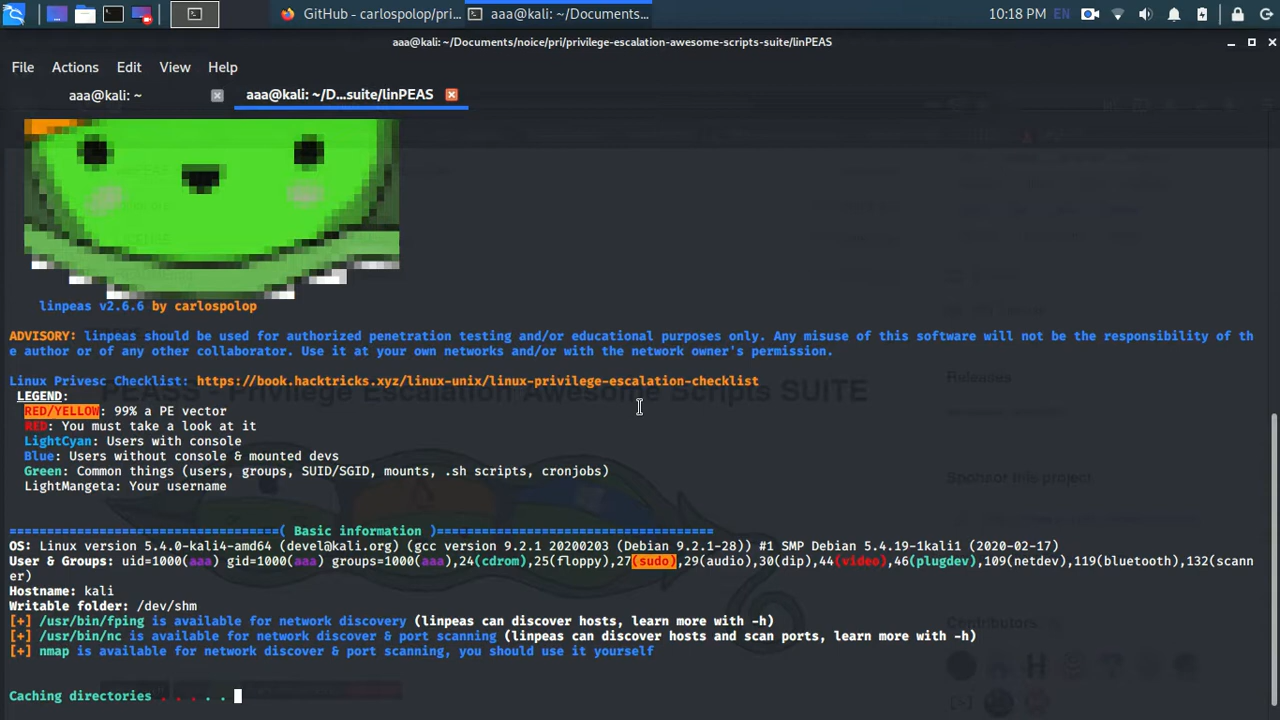 GitHub - carlospolop/pri...
aaa@kali: ~/Documents...
10:18 PM EN
aaa@kali: ~/Documents/noice/pri/privilege-escalation-awesome-scripts-suite/linPEAS
File Actions Edit View Help
aaa@kali: ~
aaa@kali: ~/D...suite/linPEAS
linpeas v2.6.6 by carlospolop
ADVISORY: linpeas should be used for authorized penetration testing and/or educational purposes only. Any misuse of this software will not be the responsibility of th
e author or of any other collaborator. Use it at your own networks and/or with the network owner's permission.
Linux Privesc Checklist: https://book.hacktricks.xyz/linux-unix/linux-privilege-escalation-checklist
PEASS - Privilege Escalation Awesome Scripts SUITE
Releases
LEGEND:
RED/YELLOW: 99% a PE vector
RED: You must take a look at it
LightCyan: Users with console
Blue: Users without console & mounted devs
Green: Common things (users, groups, SUID/SGID, mounts, .sh scripts, cronjobs)
Sponsor this project
LightMangeta: Your username
====================================( Basic information )=====================================
OS: Linux version 5.4.0-kali4-amd64 (devel@kali.org) (gcc version 9.2.1 20200203 (Debian 9.2.1-28)) #1 SMP Debian 5.4.19-1kali1 (2020-02-17)
User & Groups: uid=1000(aaa) gid=1000(aaa) groups=1000(aaa),24(cdrom),25(floppy),27(sudo),29(audio),30(dip),44(video),46(plugdev),109(netdev),119(bluetooth),132(scann
er)
Hostname: kali
Writable folder: /dev/shm
[+] /usr/bin/fping is available for network discovery (linpeas can discover hosts, learn more with -h)
Contributors
[+] /usr/bin/nc is available for network discover & port scanning (linpeas can discover hosts and scan ports, learn more with -h)
[+] nmap is available for network discover & port scanning, you should use it yourself
Caching directories . . . . .